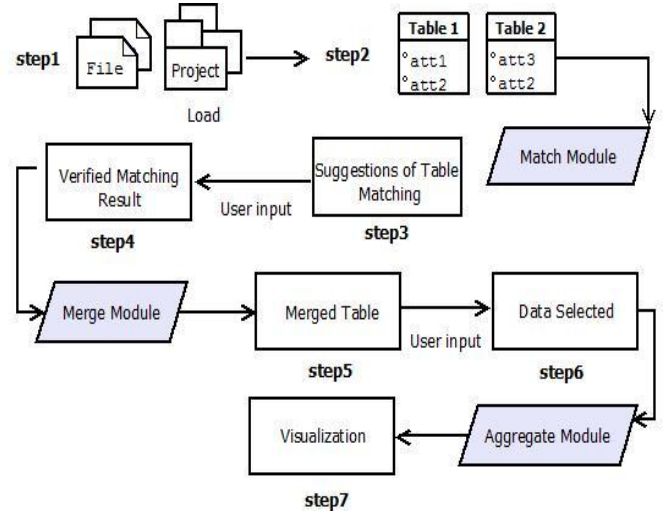 step1
File
Project
Load
step2
Table 1
°att1
°att2
Table 2
°att3
°att2
Match Module
Suggestions of Table
Matching
step3
User input
Verified Matching
Result
step4
Merge Module
Merged Table
step5
User input
Data Selected
step6
Aggregate Module
Visualization
step7